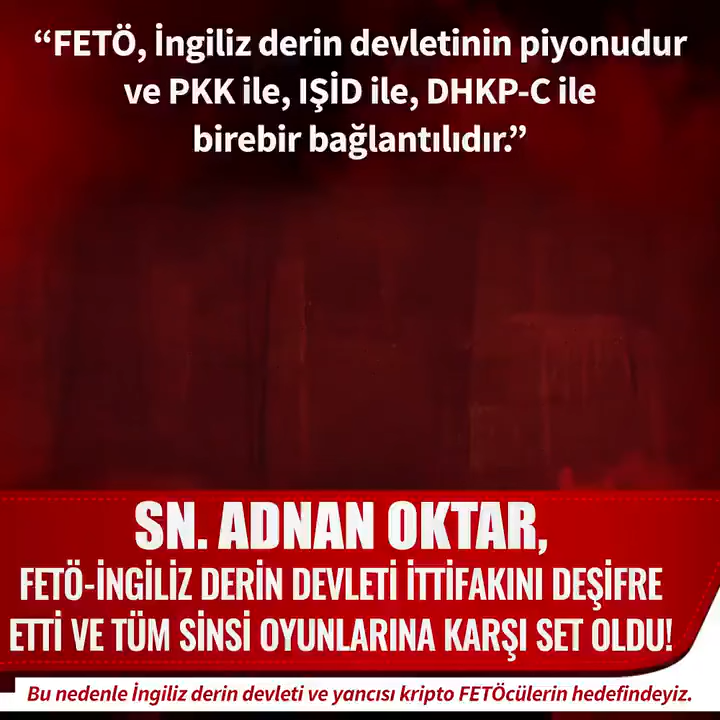 “FETÖ, İngiliz derin devletinin piyonudur
ve PKK ile, IŞİD ile, DHKP-C ile
birebir bağlantılıdır.”
SN. ADNAN OKTAR,
FETÖ-İNGİLİZ DERİN DEVLETİ İTTİFAKINI DEŞİFRE
ETTİ VE TÜM SİNSİ OYUNLARINA KARŞI SET OLDU!
Bu nedenle İngiliz derin devleti ve yancısı kripto FETÖcülerin hedefindeyiz.